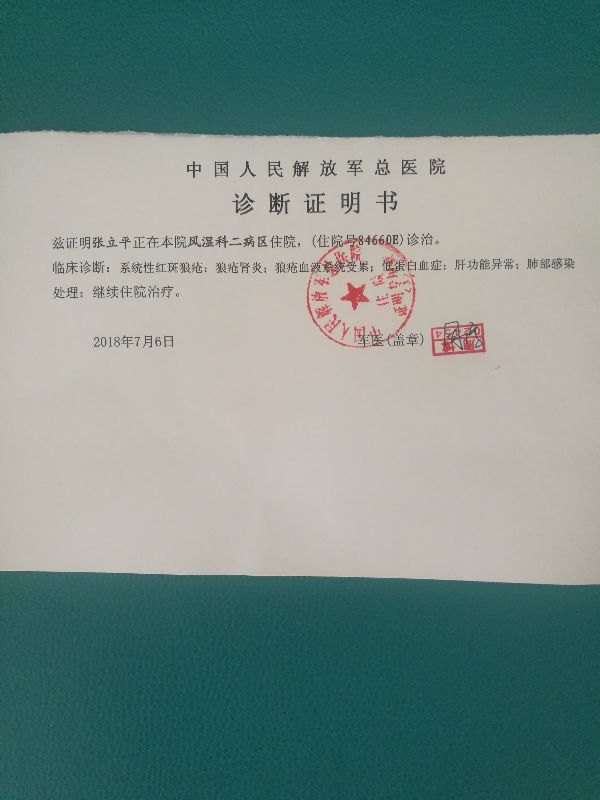 中国人民解放军总医院
诊断证明书
兹证明张立平正在本院风湿科二病区住院，(住院号84660E)诊治。
临床诊断：系统性红斑狼疮；狼疮肾炎；狼疮血液系统受累；低蛋白血症；肝功能异常；肺部感染
处理：继续住院治疗。
2018年7月6日
军医(盖章)